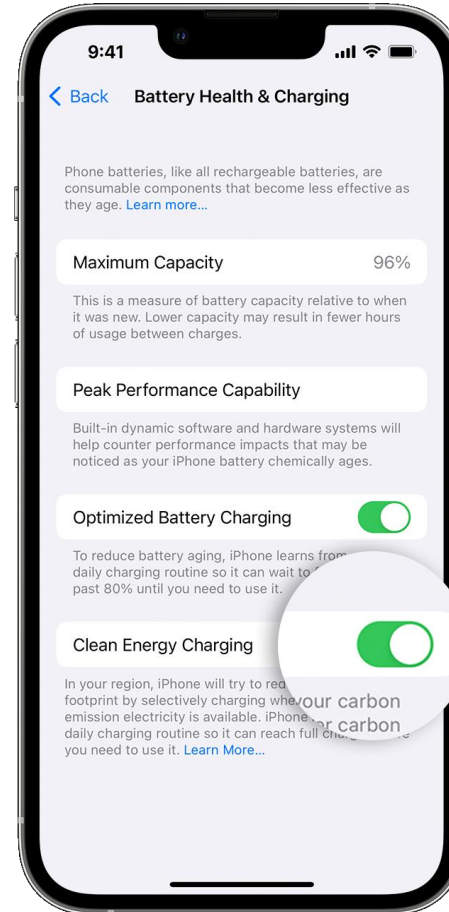 9:41
Back Battery Health & Charging
Phone batteries, like all rechargeable batteries, are
consumable components that become less effective as
they age. Learn more...
Maximum Capacity 96%
This is a measure of battery capacity relative to when
it was new. Lower capacity may result in fewer hours
of usage between charges.
Peak Performance Capability
Built-in dynamic software and hardware systems will
help counter performance impacts that may be
noticed as your iPhone battery chemically ages.
Optimized Battery Charging
To reduce battery aging, iPhone learns from
daily charging routine so it can wait to
past 80% until you need to use it.
Clean Energy Charging
In your region, iPhone will try to
your carbon
footprint by selectively charging
carbon
emission electricity is available. iPhone
daily charging routine so it can reach full
you need to use it. Learn More...